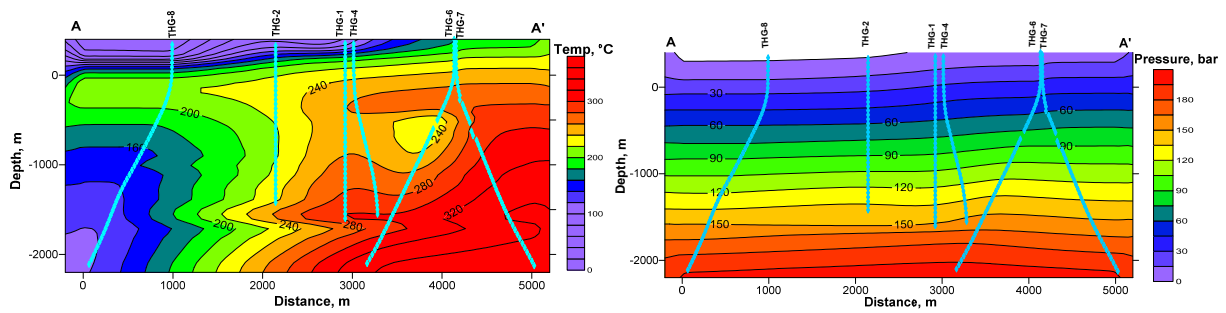 A
THG-8
THG-2
THG-1
THG-4
THG-6
THG-7
A'
Temp, °C
300
200
100
0
0
-1000
-2000
Depth, m
240
200
160
240
280
320
200
240
280
0
1000
2000
3000
4000
5000
Distance, m
A
THG-8
THG-2
THG-1
THG-4
THG-6
THG-7
A'
Pressure, bar
180
150
120
90
60
30
0
0
-1000
-2000
Depth, m
30
60
60
60
90
90
90
120
120
150
150
0
1000
2000
3000
4000
5000
Distance, m